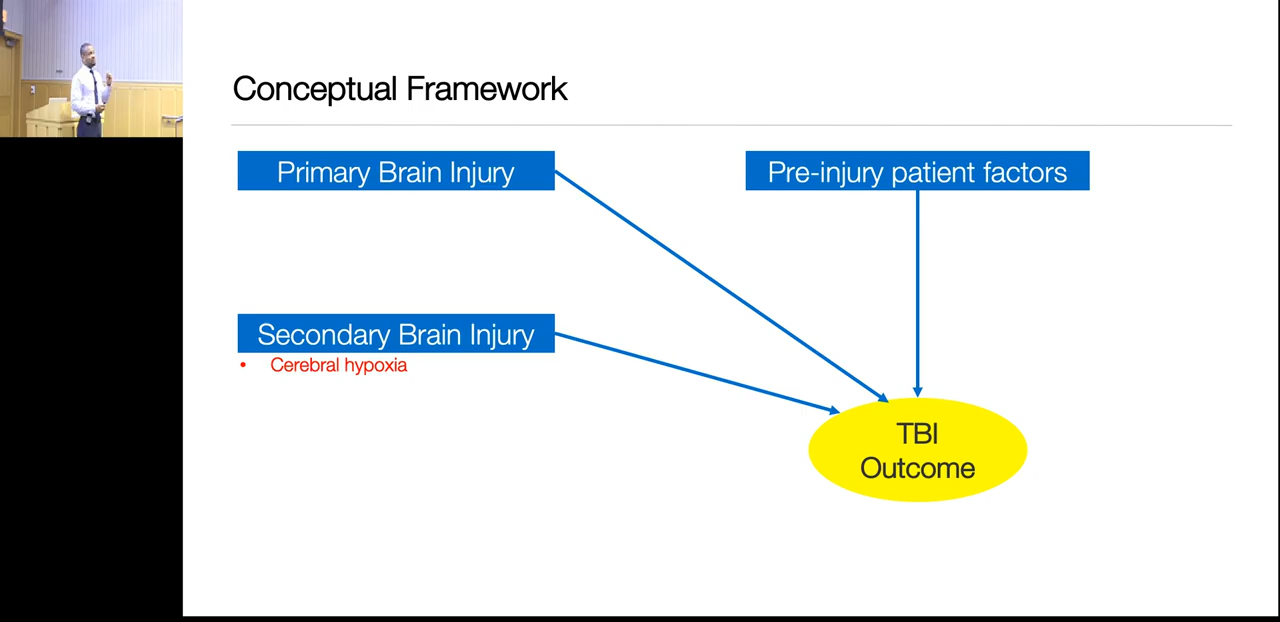 Conceptual Framework
Primary Brain Injury
Pre-injury patient factors
Secondary Brain Injury
• Cerebral hypoxia
TBI
Outcome